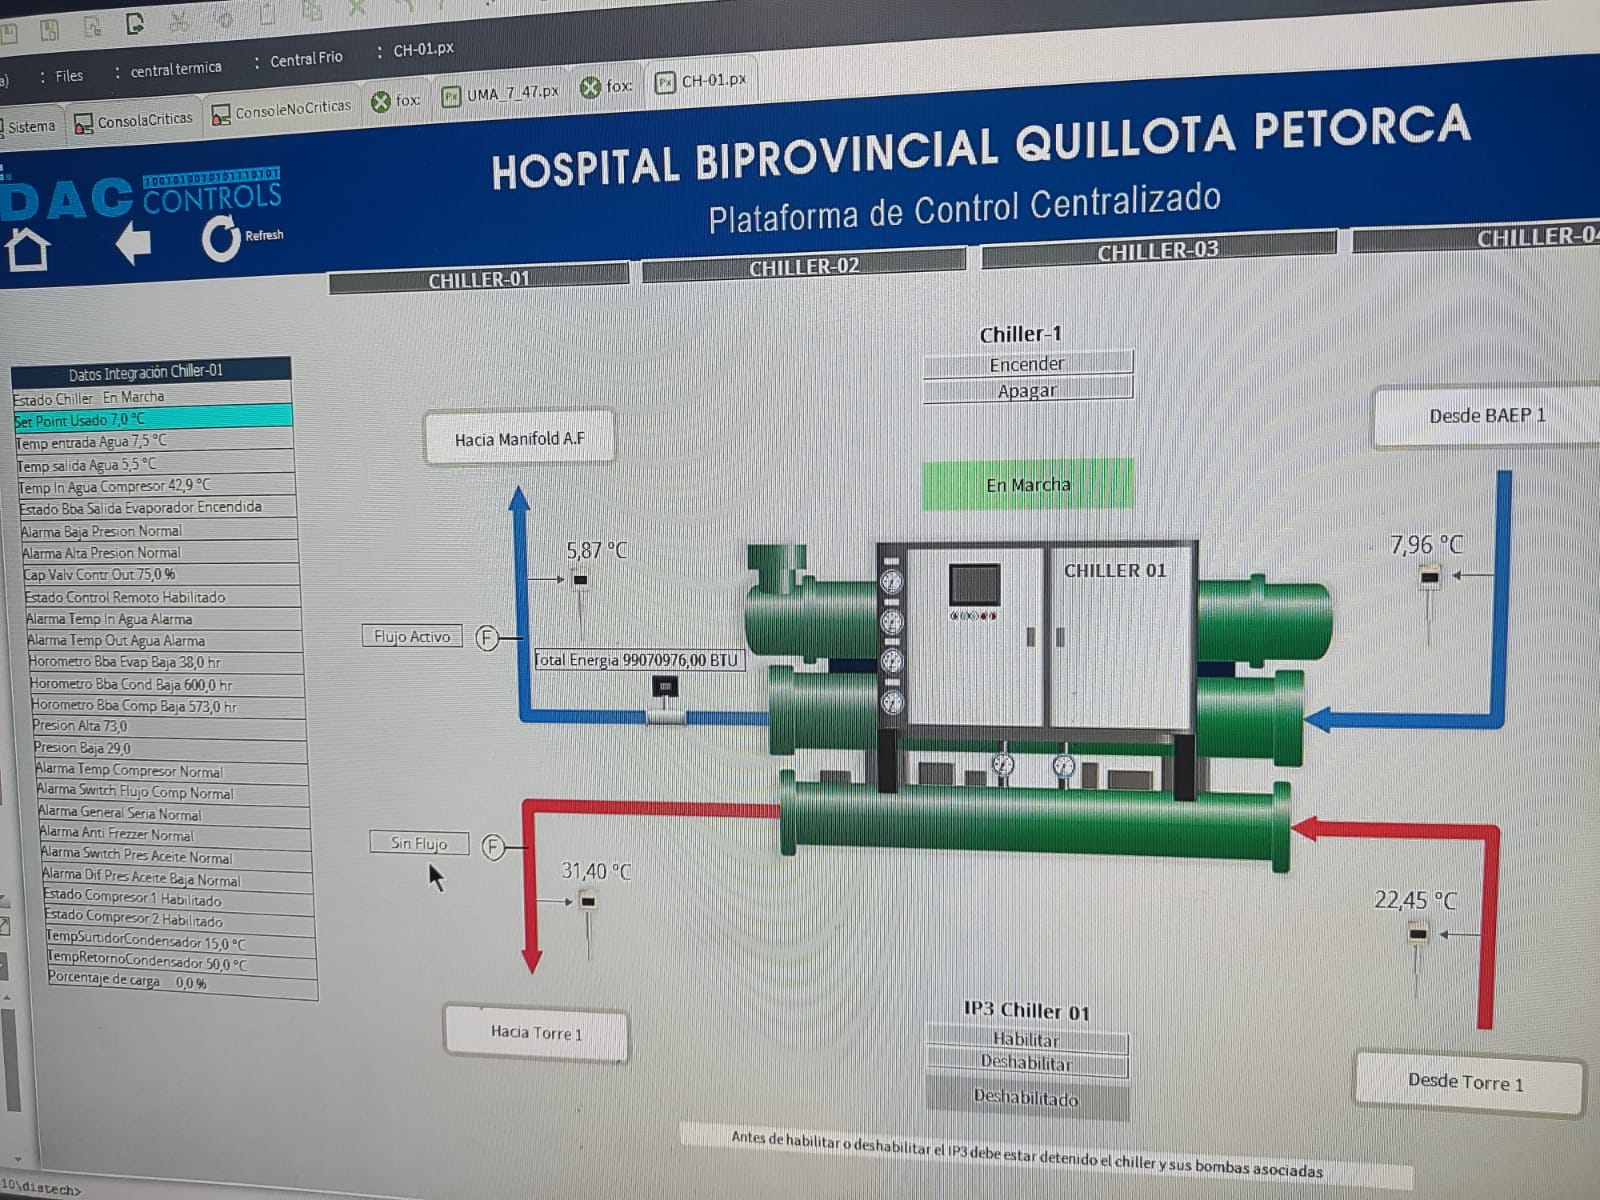 : Files : central termica : Central Frio : CH-01.px
Sistema ConsolaCriticas ConsoleNoCriticas fox: UMA_7_47.px fox: CH-01.px
DAC CONTROLS
Refresh
HOSPITAL BIPROVINCIAL QUILLOTA PETORCA
Plataforma de Control Centralizado
CHILLER-01 CHILLER-02 CHILLER-03 CHILLER-04
Datos Integración Chiller-01
Estado Chiller En Marcha
Set Point Usado 7,0 °C
Temp entrada Agua 7,5 °C
Temp salida Agua 5,5 °C
Temp In Agua Compresor 42,9 °C
Estado Bba Salida Evaporador Encendida
Alarma Baja Presion Normal
Alarma Alta Presion Normal
Cap Valv Contr Out 75,0 %
Estado Control Remoto Habilitado
Alarma Temp In Agua Alarma
Alarma Temp Out Agua Alarma
Horometro Bba Evap Baja 38,0 hr
Horometro Bba Cond Baja 600,0 hr
Horometro Bba Comp Baja 573,0 hr
Presion Alta 73,0
Presion Baja 29,0
Alarma Temp Compresor Normal
Alarma Switch Flujo Comp Normal
Alarma General Seria Normal
Alarma Anti Frezzer Normal
Alarma Switch Pres Aceite Normal
Alarma Dif Pres Aceite Baja Normal
Estado Compresor 1 Habilitado
Estado Compresor 2 Habilitado
TempSurtidorCondensador 15,0 °C
TempRetornoCondensador 50,0 °C
Porcentaje de carga 0,0 %
Chiller-1
Encender
Apagar
En Marcha
Hacia Manifold A.F
Desde BAEP 1
5,87 °C
7,96 °C
CHILLER 01
Flujo Activo F
Total Energia 99070976,00 BTU
Sin Flujo F
31,40 °C
22,45 °C
Hacia Torre 1
Desde Torre 1
IP3 Chiller 01
Habilitar
Deshabilitar
Deshabilitado
Antes de habilitar o deshabilitar el IP3 debe estar detenido el chiller y sus bombas asociadas
10\distech>